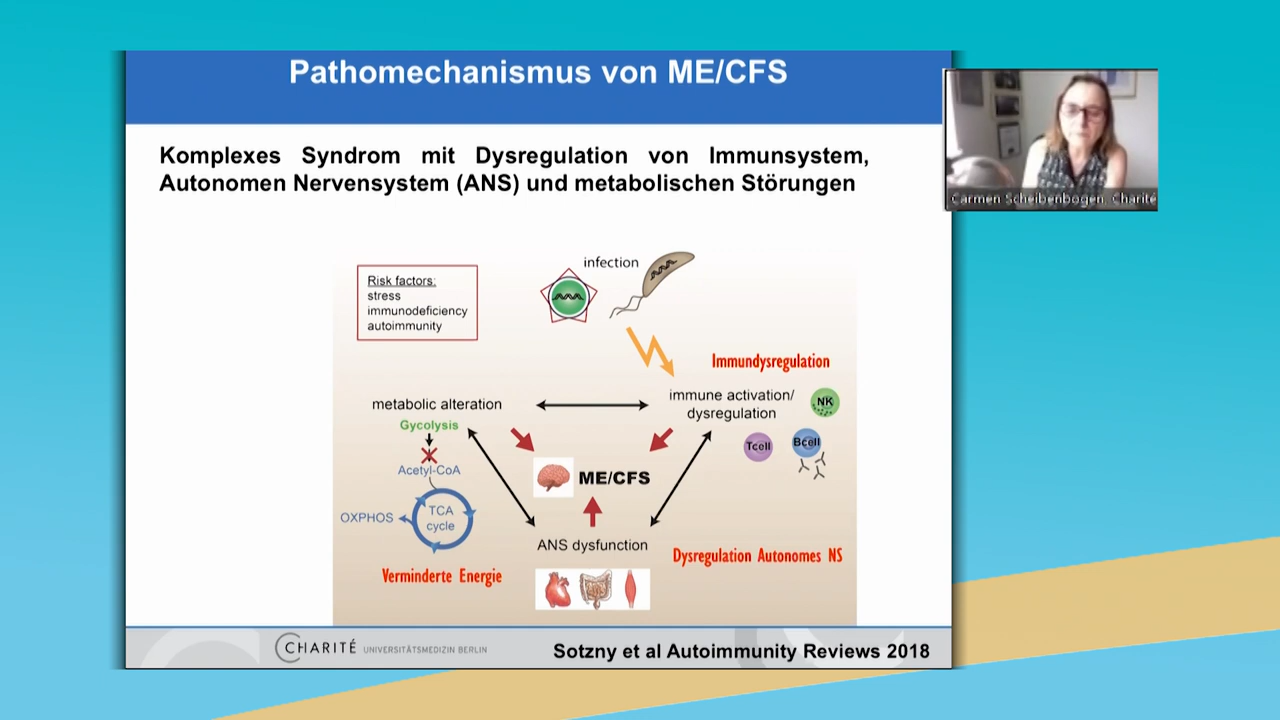 Pathomechanismus von ME/CFS
Komplexes Syndrom mit Dysregulation von Immunsystem,
Autonomen Nervensystem (ANS) und metabolischen Störungen
Carmen Scheibenbogen, Charité
infection
Risk factors:
stress
immunodeficiency
autoimmunity
Immundysregulation
metabolic alteration
immune activation/
dysregulation
NK
Gycolysis
Tcell
Bcell
Acetyl-CoA
ME/CFS
OXPHOS
TCA
cycle
ANS dysfunction
Dysregulation Autonomes NS
Verminderte Energie
CHARITÉ UNIVERSITÄTSMEDIZIN BERLIN
Sotzny et al Autoimmunity Reviews 2018